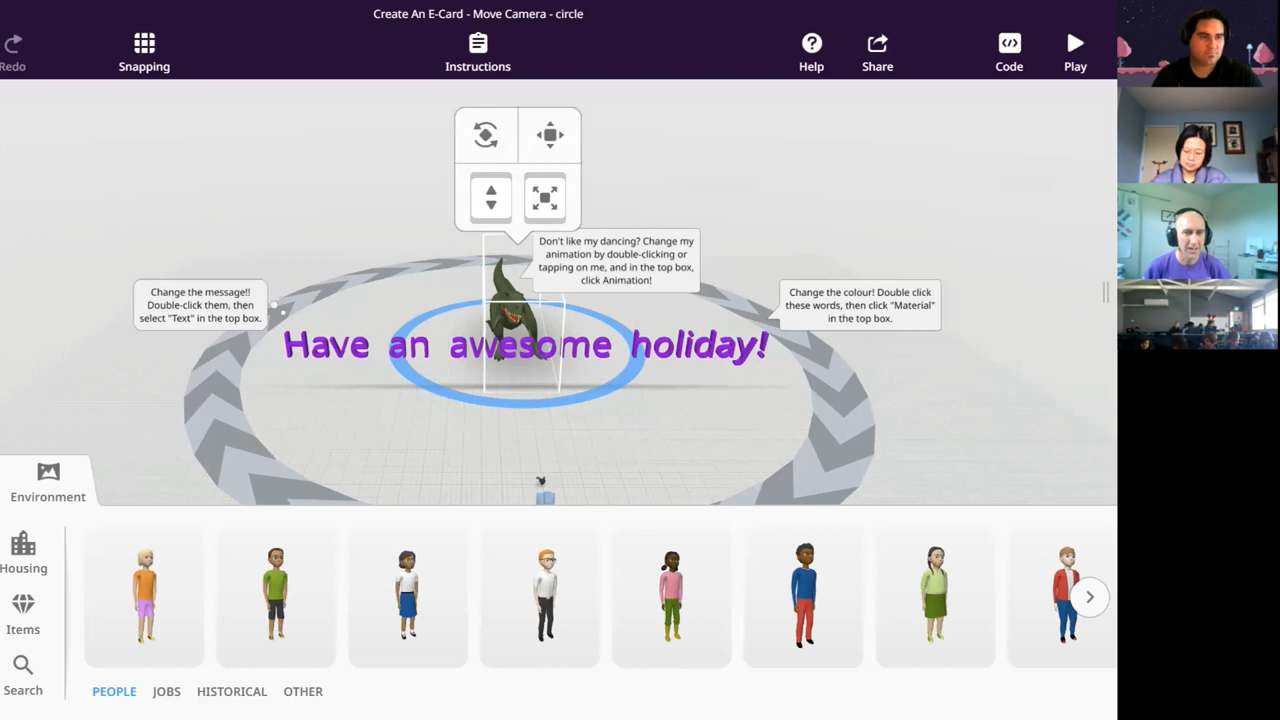 Create An E-Card - Move Camera - circle
Redo
Snapping
Instructions
Help
Share
Code
Play
Don't like my dancing? Change my
animation by double-clicking or
tapping on me, and in the top box,
click Animation!
Change the message!!
Double-click them, then
select "Text" in the top box.
Change the colour! Double click
these words, then click "Material"
in the top box.
Have an awesome holiday!
Environment
Housing
Items
Search
PEOPLE
JOBS
HISTORICAL
OTHER